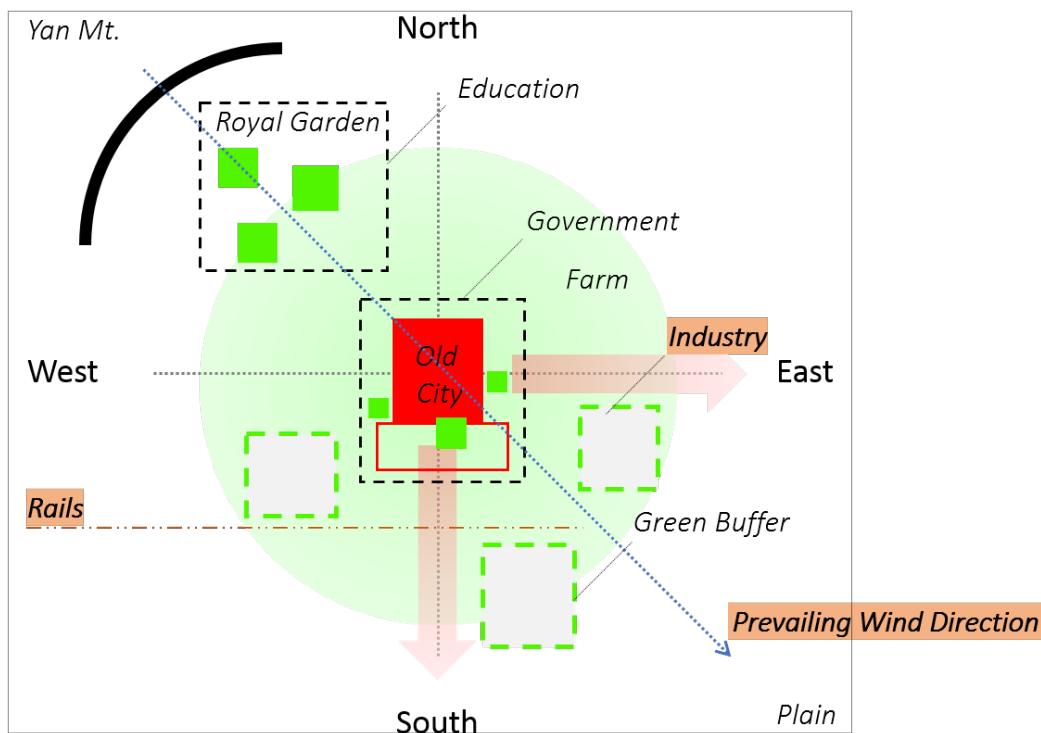 Yan Mt.
North
Education
Royal Garden
Government
Farm
Industry
Old
City
West
East
Rails
Green Buffer
Prevailing Wind Direction
South
Plain